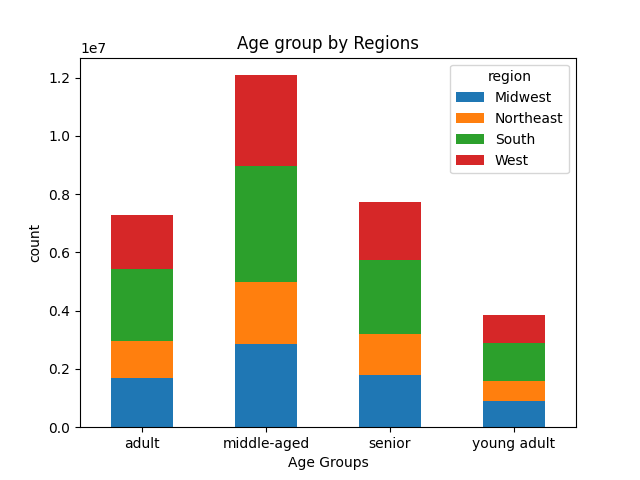 Age group by Regions
1e7
1.2
1.0
0.8
0.6
0.4
0.2
0.0
count
region
Midwest
Northeast
South
West
adult middle-aged senior young adult
Age Groups